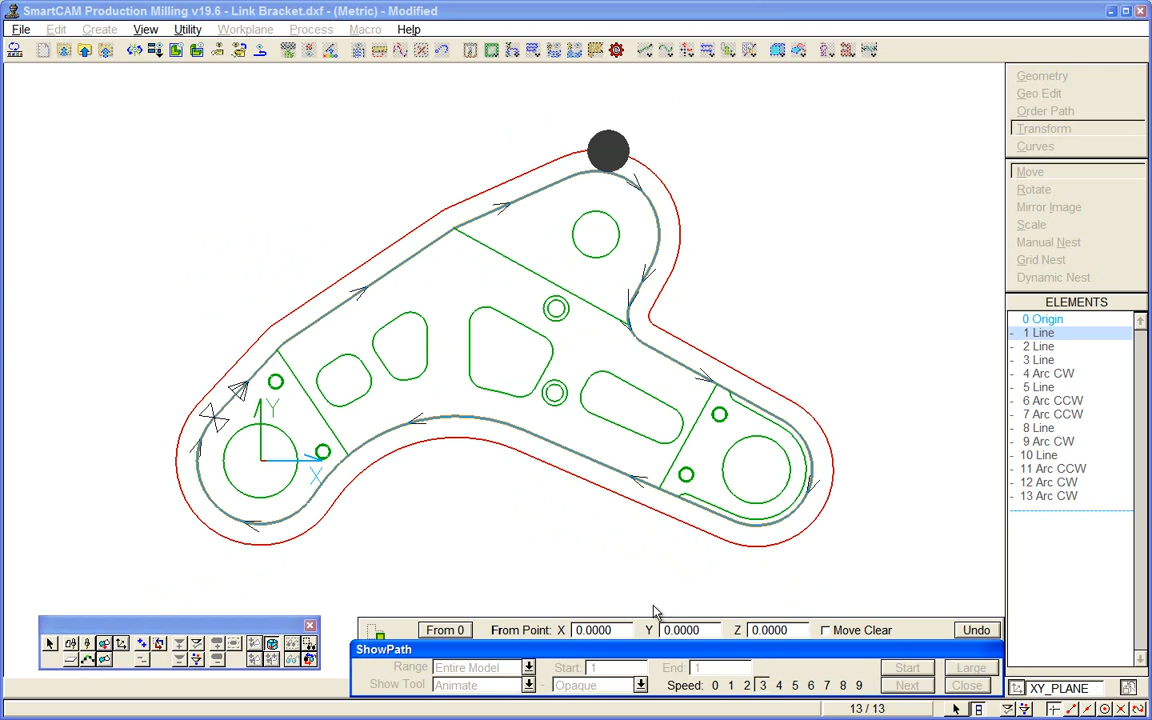 SmartCAM Production Milling v19.6 - Link Bracket.dxf - (Metric) - Modified
File Edit Create View Utility Workplane Process Macro Help
Geometry
Geo Edit
Order Path
Transform
Curves
Move
Rotate
Mirror Image
Scale
Manual Nest
Grid Nest
Dynamic Nest
ELEMENTS
0 Origin
- 1 Line
- 2 Line
- 3 Line
- 4 Arc CW
- 5 Line
- 6 Arc CCW
- 7 Arc CCW
- 8 Line
- 9 Arc CW
- 10 Line
- 11 Arc CCW
- 12 Arc CW
- 13 Arc CW
Y
X
From 0 From Point: X 0.0000 Y 0.0000 Z 0.0000 Move Clear Undo
ShowPath
Range Entire Model Start: 1 End: 1 Start Large
Show Tool Animate - Opaque Speed: 0 1 2 3 4 5 6 7 8 9 Next Close
XY_PLANE
13 / 13